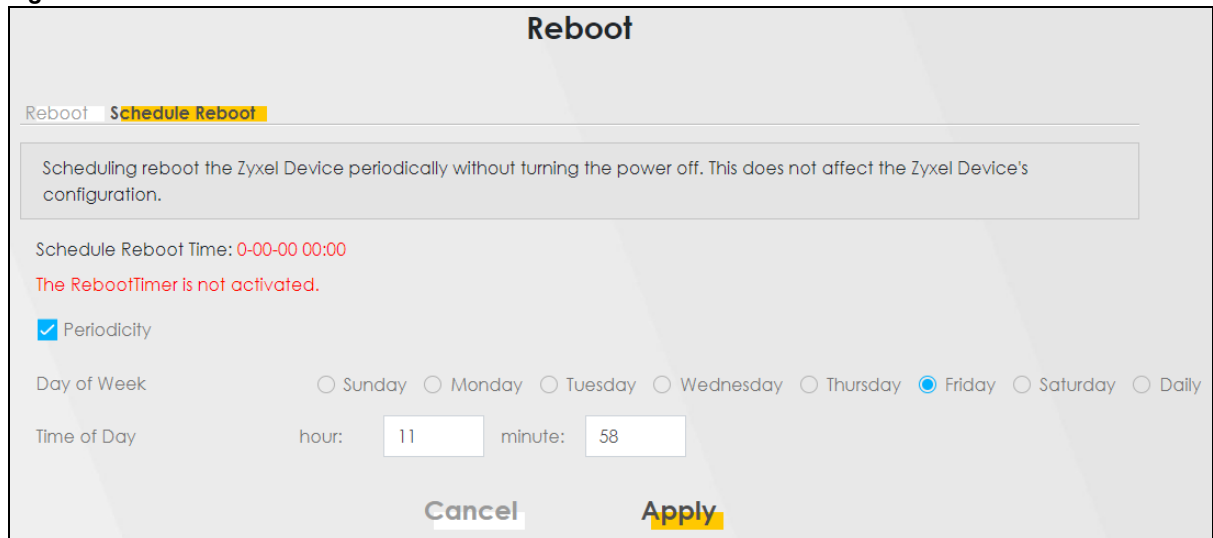 Reboot
Reboot Schedule Reboot
Scheduling reboot the Zyxel Device periodically without turning the power off. This does not affect the Zyxel Device's
configuration.
Schedule Reboot Time: 0-00-00 00:00
The RebootTimer is not activated.
Periodicity
Day of Week Sunday Monday Tuesday Wednesday Thursday Friday Saturday Daily
Time of Day hour: 11 minute: 58
Cancel Apply